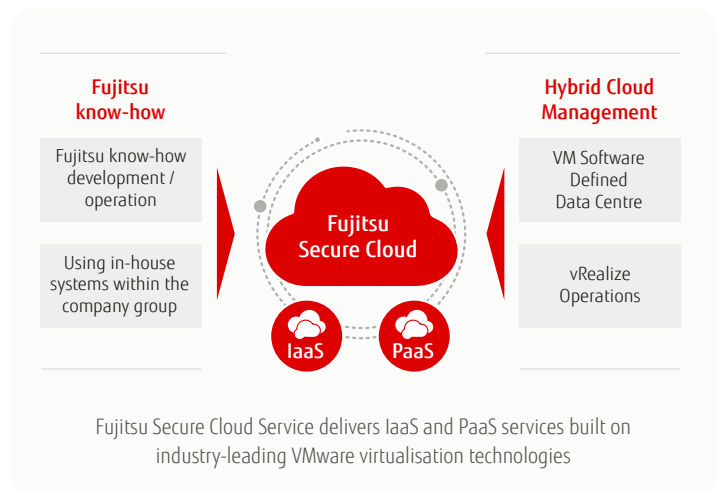 Fujitsu
know-how
Fujitsu know-how
development /
operation
Using in-house
systems within the
company group
Fujitsu
Secure Cloud
IaaS
PaaS
Hybrid Cloud
Management
VM Software
Defined
Data Centre
vRealize
Operations
Fujitsu Secure Cloud Service delivers IaaS and PaaS services built on
industry-leading VMware virtualisation technologies